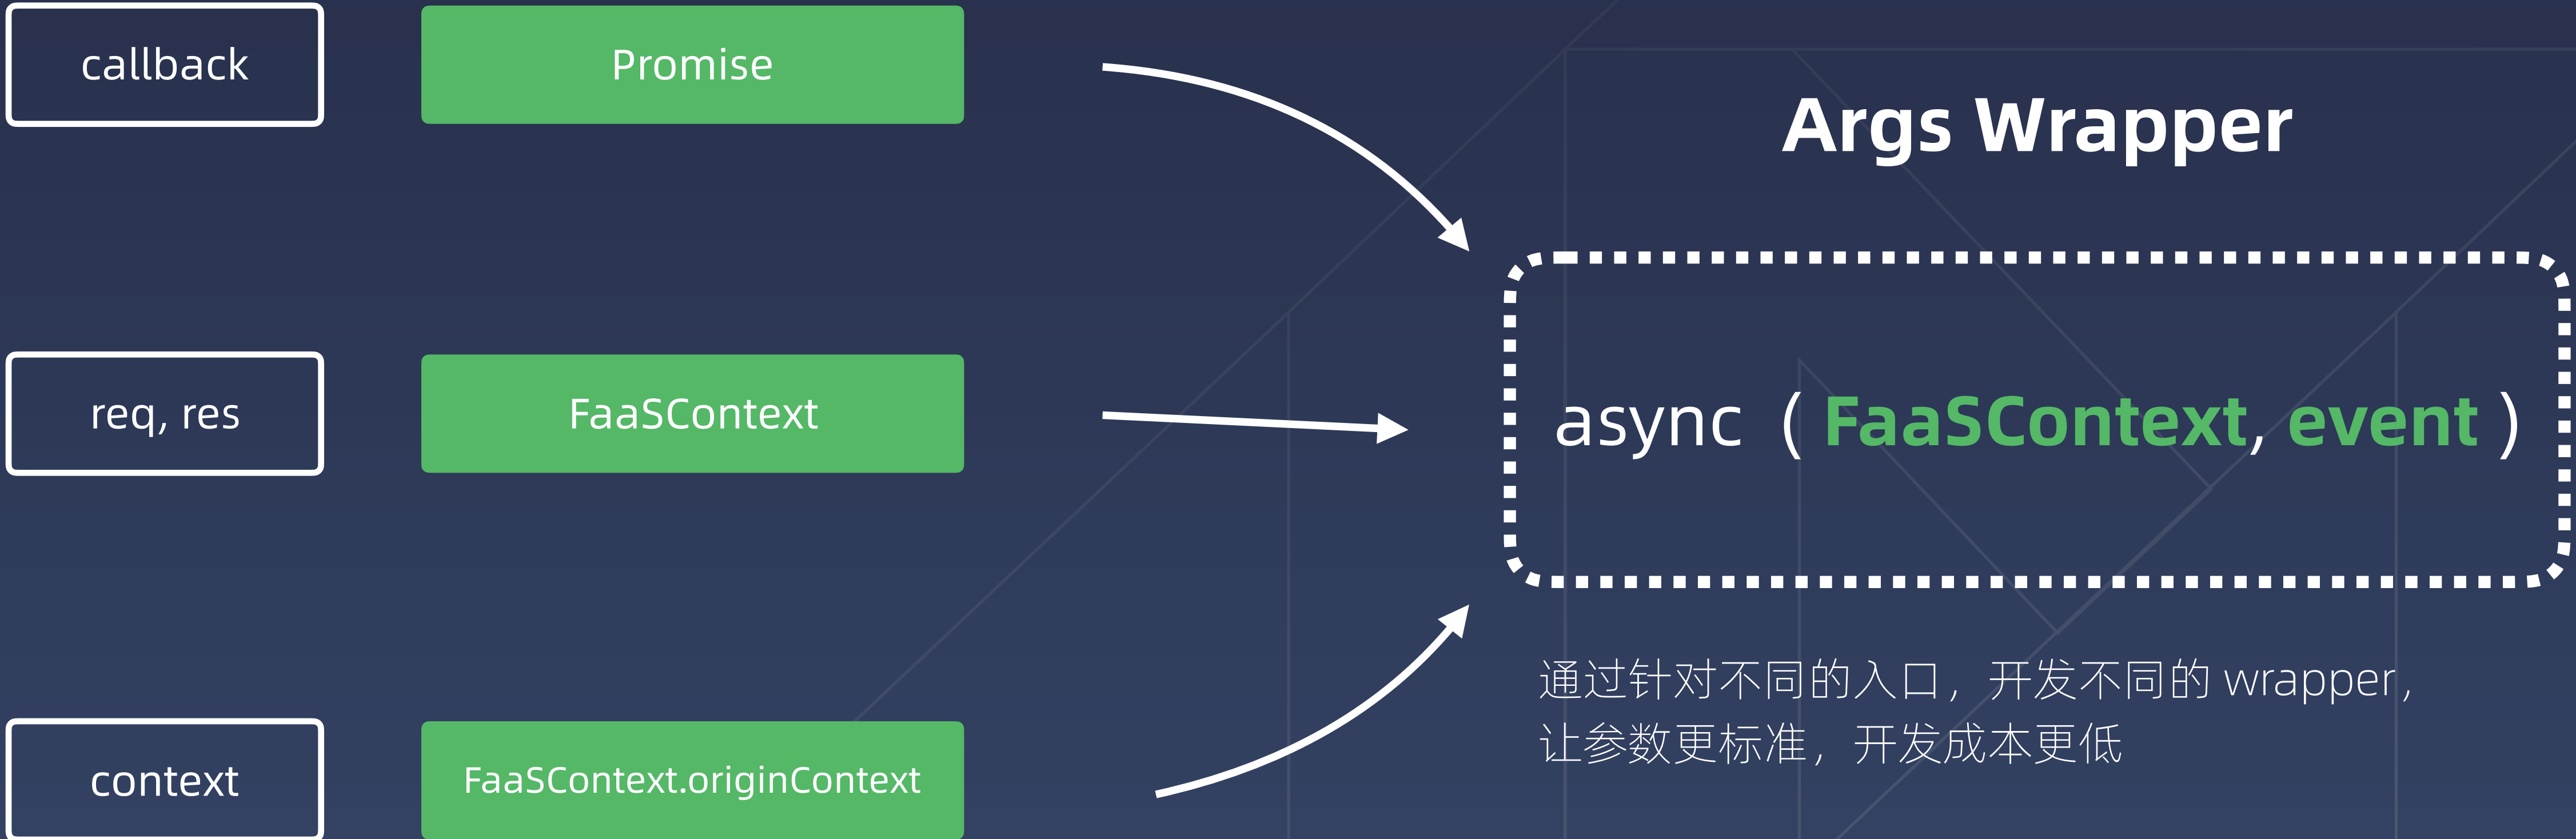 callback
Promise
Args Wrapper
req, res
FaaSContext
async ( FaaSContext, event )
context
FaaSContext.originContext
通过针对不同的入口，开发不同的 wrapper，
让参数更标准，开发成本更低